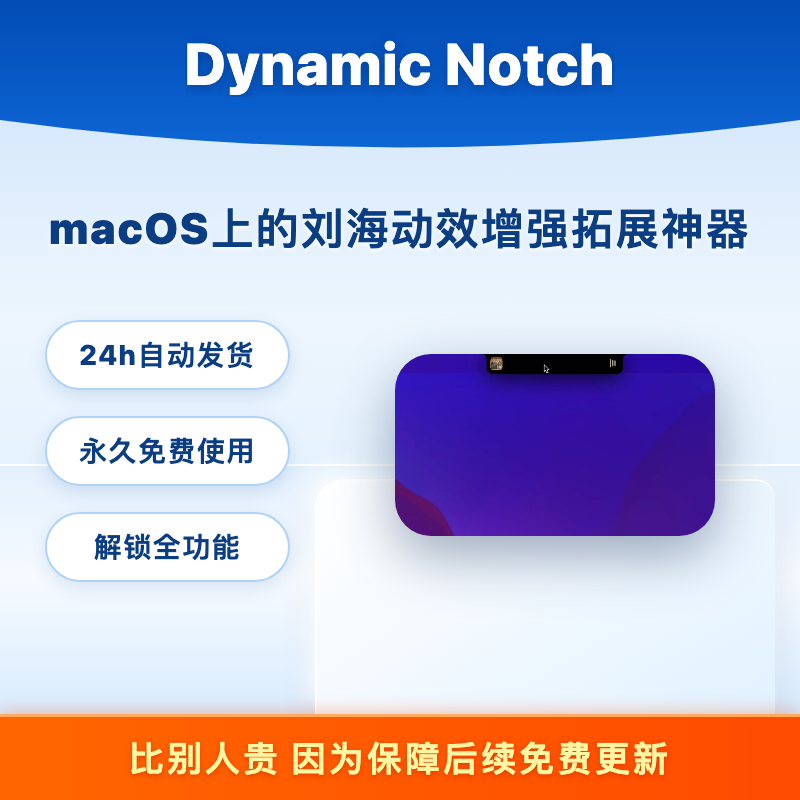 Dynamic Notch
macOS上的刘海动效增强拓展神器
24h自动发货
永久免费使用
解锁全功能
比别人贵 因为保障后续免费更新